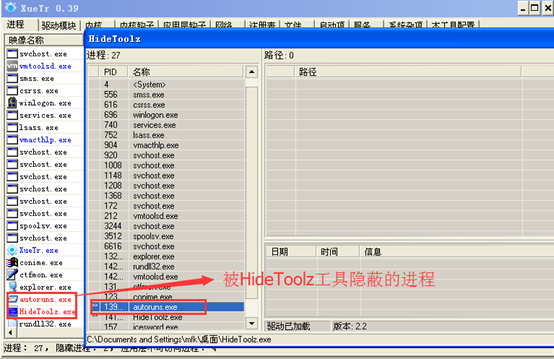 XueTr 0.39
进程 驱动模块 内核 内核钩子 应用层钩子 网络 注册表 文件 启动项 服务 系统杂项 本工具配置
映像名称
svchost.exe
vmtoolsd.exe
smss.exe
csrss.exe
winlogon.exe
services.exe
lsass.exe
vmacthlp.exe
svchost.exe
svchost.exe
svchost.exe
svchost.exe
svchost.exe
spoolsv.exe
svchost.exe
XueTr.exe
conime.exe
ctfmon.exe
explorer.exe
autoruns.exe
HideToolz.exe
rundll32.exe
HideToolz
进程: 27
PID 名称
4 <System>
556 smss.exe
616 csrss.exe
696 winlogon.exe
740 services.exe
752 lsass.exe
904 vmacthlp.exe
920 svchost.exe
1008 svchost.exe
1148 svchost.exe
1208 svchost.exe
1368 svchost.exe
172 svchost.exe
212 vmtoolsd.exe
3244 svchost.exe
3512 spoolsv.exe
6616 svchost.exe
132... explorer.exe
142... rundll32.exe
142... vmtoolsd.exe
131... ctfmon.exe
123... conime.exe
139... autoruns.exe
141... HideToolz.exe
157... icesword.exe
路径: 0
路径
被HideToolz工具隐蔽的进程
日期 时间 信息
驱动已加载 版本: 2.2
C:\Documents and Settings\mfk\桌面\HideToolz.exe
进程: 27, 隐藏进程: 2, 应用层不可访问进程: 4